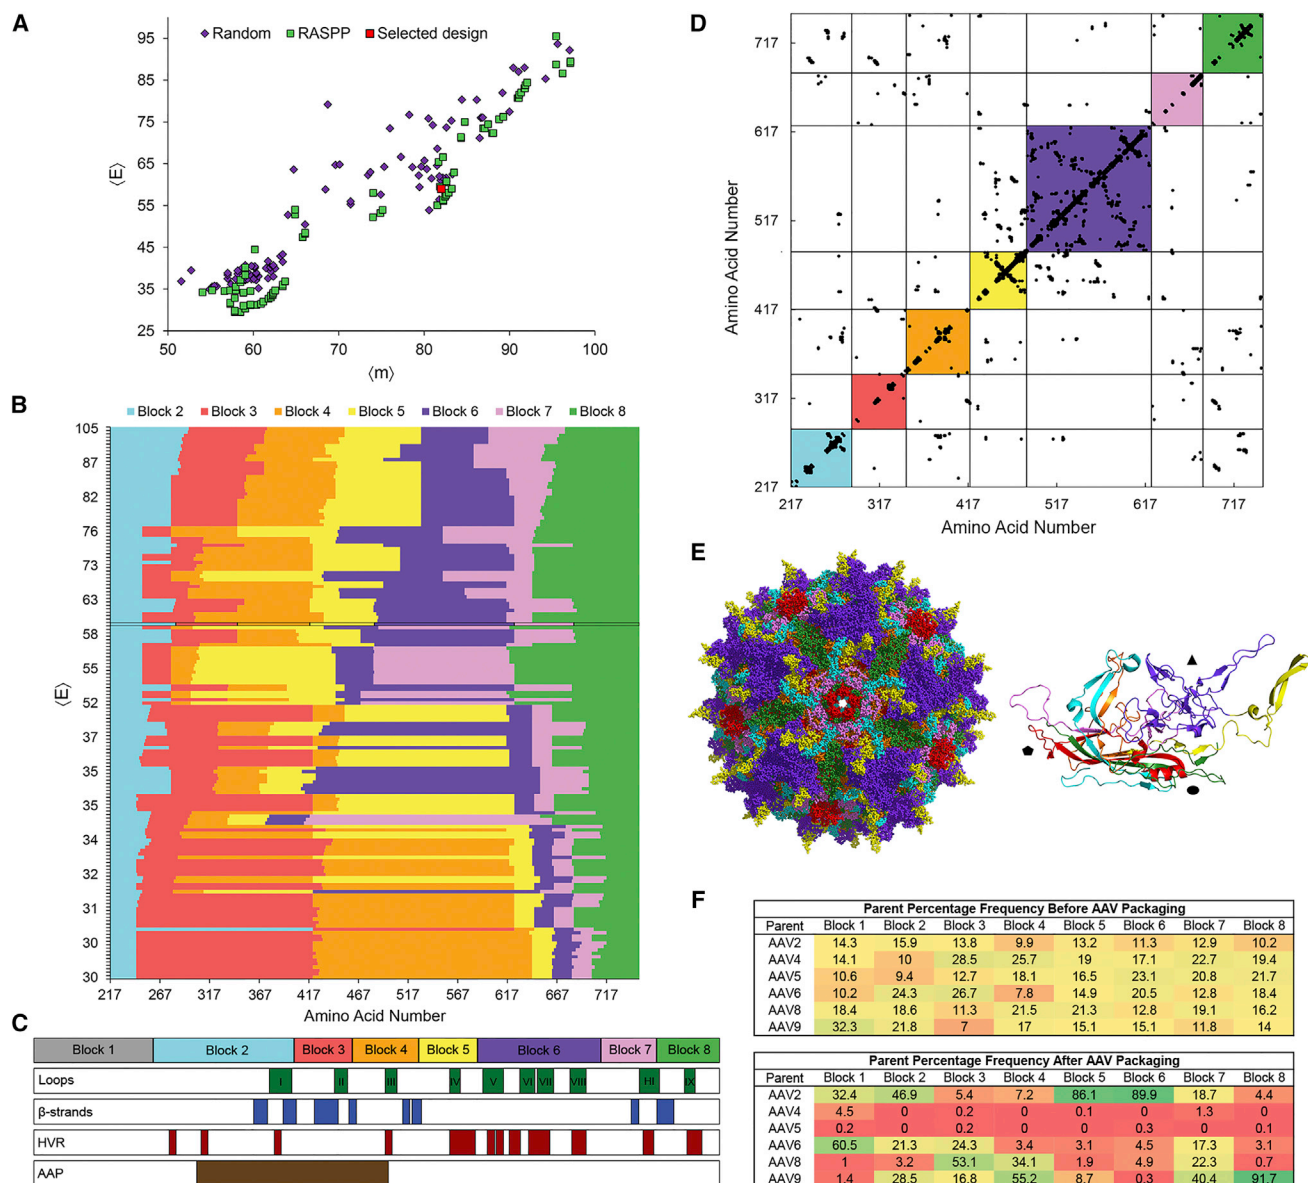 A
Random RASPP Selected design
95
85
75
65
55
45
35
25
⟨E⟩
50 60 70 80 90 100
⟨m⟩
B
Block 2 Block 3 Block 4 Block 5 Block 6 Block 7 Block 8
105
87
82
76
73
63
58
55
52
37
35
35
34
32
31
30
30
⟨E⟩
217 267 317 367 417 467 517 567 617 667 717
Amino Acid Number
C
Block 1 Block 2 Block 3 Block 4 Block 5 Block 6 Block 7 Block 8
Loops I II III IV V VI VII VIII HI IX
β-strands
HVR
AAP
D
717
617
517
417
317
217
Amino Acid Number
217 317 417 517 617 717
Amino Acid Number
E
F
Parent Percentage Frequency Before AAV Packaging
Parent Block 1 Block 2 Block 3 Block 4 Block 5 Block 6 Block 7 Block 8
AAV2 14.3 15.9 13.8 9.9 13.2 11.3 12.9 10.2
AAV4 14.1 10 28.5 25.7 19 17.1 22.7 19.4
AAV5 10.6 9.4 12.7 18.1 16.5 23.1 20.8 21.7
AAV6 10.2 24.3 26.7 7.8 14.9 20.5 12.8 18.4
AAV8 18.4 18.6 11.3 21.5 21.3 12.8 19.1 16.2
AAV9 32.3 21.8 7 17 15.1 15.1 11.8 14
Parent Percentage Frequency After AAV Packaging
Parent Block 1 Block 2 Block 3 Block 4 Block 5 Block 6 Block 7 Block 8
AAV2 32.4 46.9 5.4 7.2 86.1 89.9 18.7 4.4
AAV4 4.5 0 0.2 0 0.1 0 1.3 0
AAV5 0.2 0 0.2 0 0 0.3 0 0.1
AAV6 60.5 21.3 24.3 3.4 3.1 4.5 17.3 3.1
AAV8 1 3.2 53.1 34.1 1.9 4.9 22.3 0.7
AAV9 1.4 28.5 16.8 55.2 8.7 0.3 40.4 91.7